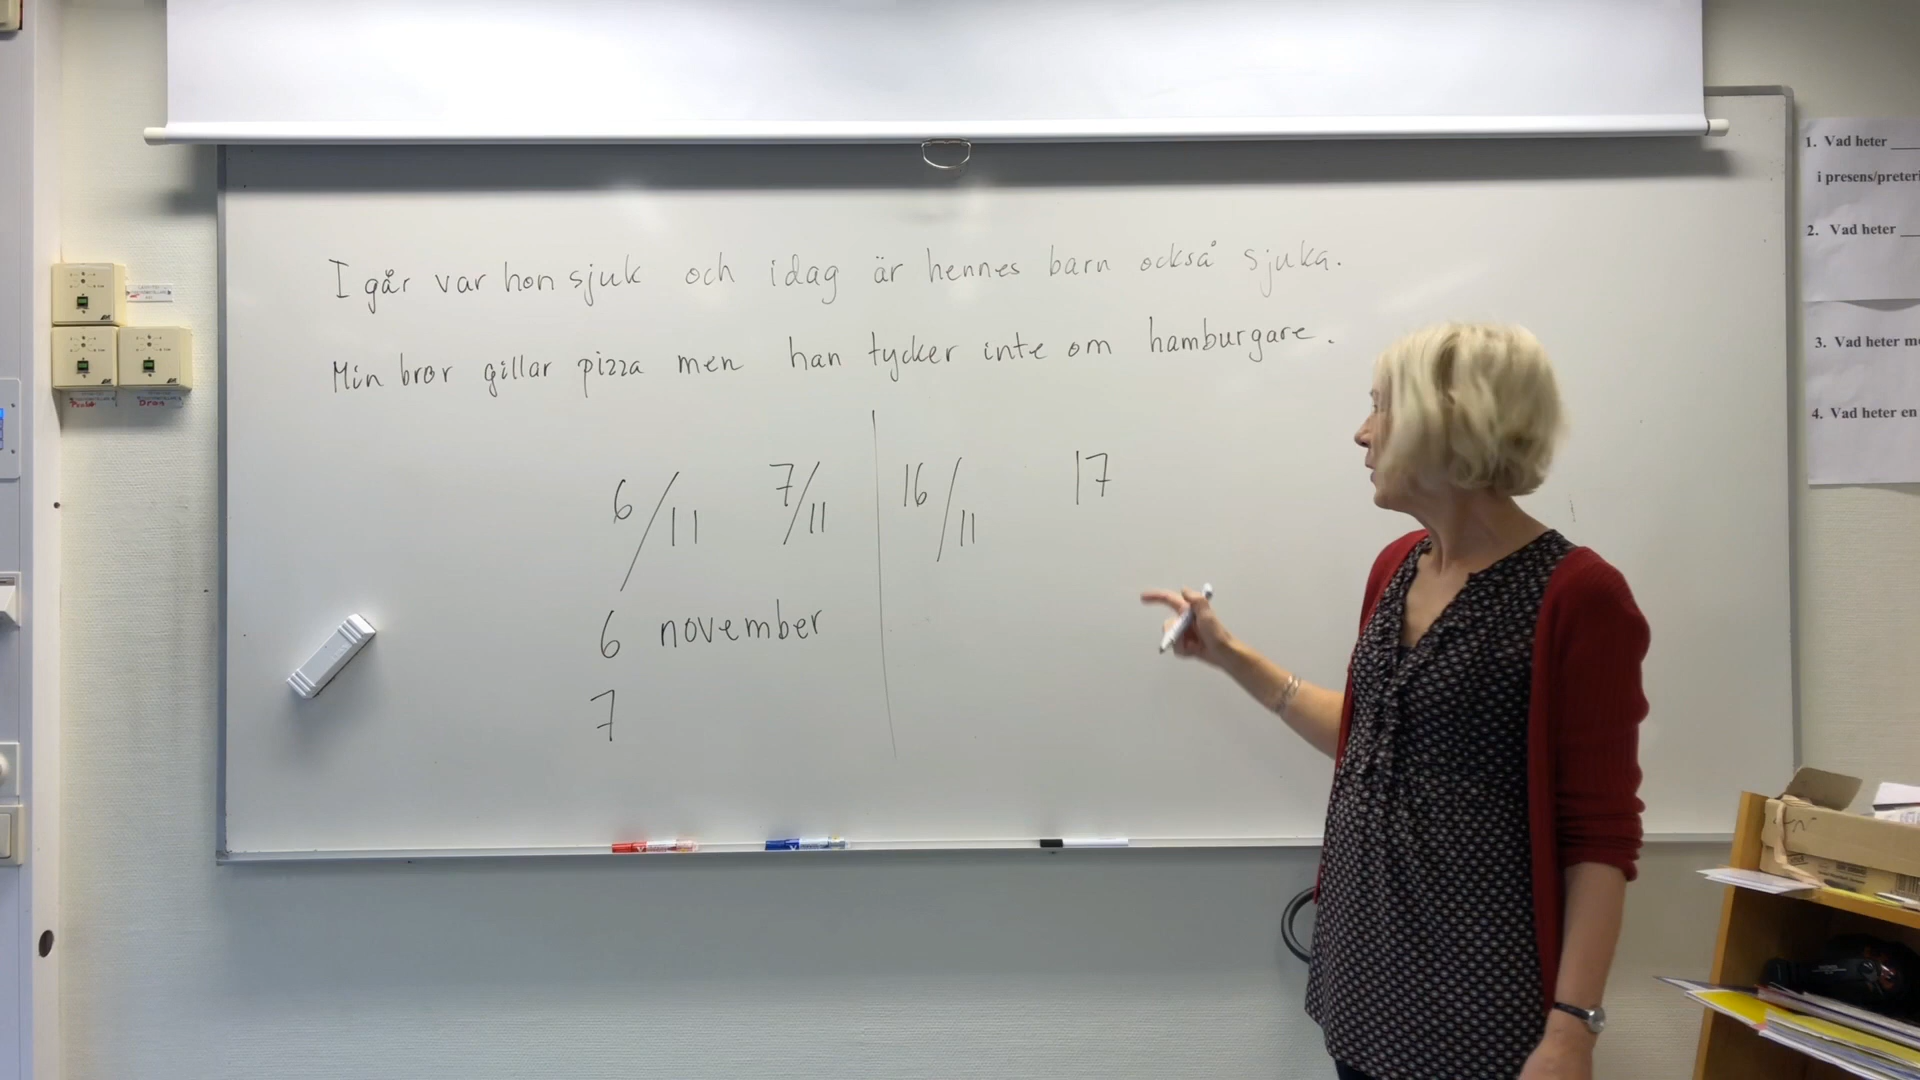 I går var hon sjuk och idag är hennes barn också sjuka.
Min bror gillar pizza men han tycker inte om hamburgare.
6/11 7/11 16/11 17
6 november
7
1. Vad heter ___
i presens/preteri
2. Vad heter ___
3. Vad heter m
4. Vad heter en